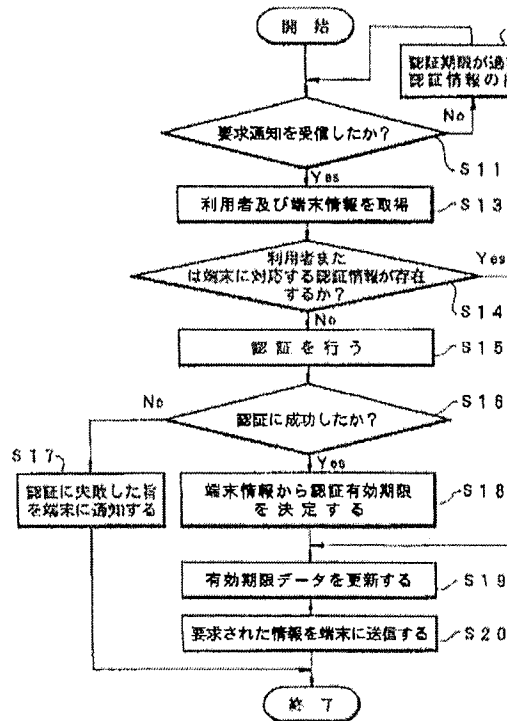 開始
認証期限が過
認証情報の
No
要求通知を受信したか？
S11
Yes
利用者及び端末情報を取得
S13
利用者また
は端末に対応する認証情報が存在
するか？
Yes
S14
No
認証を行う
S15
No
認証に成功したか？
S16
S17
Yes
認証に失敗した旨
を端末に通知する
端末情報から認証有効期限
を決定する
S18
有効期限データを更新する
S19
要求された情報を端末に送信する
S20
終了